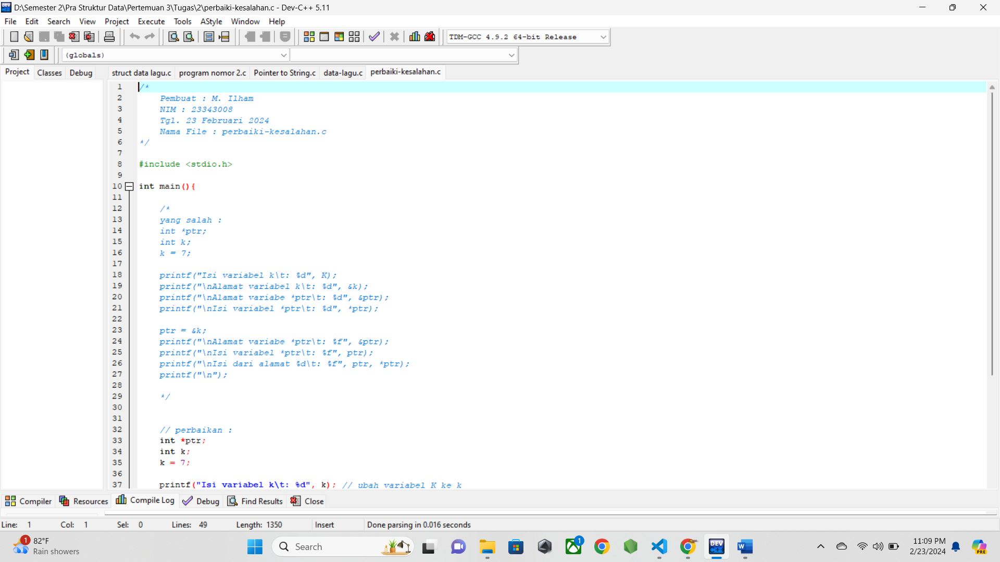 D:\Semester 2\Pra Struktur Data\Pertemuan 3\Tugas\2\perbaiki-kesalahan.c - Dev-C++ 5.11
File Edit Search View Project Execute Tools AStyle Window Help
TDM-GCC 4.9.2 64-bit Release
(globals)
Project Classes Debug struct data lagu.c program nomor 2.c Pointer to String.c data-lagu.c perbaiki-kesalahan.c
1 /*
2 Pembuat : M. Ilham
3 NIM : 23343008
4 Tgl. 23 Februari 2024
5 Nama File : perbaiki-kesalahan.c
6 */
7
8 #include <stdio.h>
9
10 int main(){
11
12 /*
13 yang salah :
14 int *ptr;
15 int k;
16 k = 7;
17
18 printf("Isi variabel k\t: %d", K);
19 printf("\nAlamat variabel k\t: %d", &k);
20 printf("\nAlamat variabe *ptr\t: %d", &ptr);
21 printf("\nIsi variabel *ptr\t: %d", *ptr);
22
23 ptr = &k;
24 printf("\nAlamat variabe *ptr\t: %f", &ptr);
25 printf("\nIsi variabel *ptr\t: %f", ptr);
26 printf("\nIsi dari alamat %d\t: %f", ptr, *ptr);
27 printf("\n");
28
29 */
30
31
32 // perbaikan :
33 int *ptr;
34 int k;
35 k = 7;
36
37 printf("Isi variabel k\t: %d", k); // ubah variabel K ke k
Compiler Resources Compile Log Debug Find Results Close
Line: 1 Col: 1 Sel: 0 Lines: 49 Length: 1350 Insert Done parsing in 0.016 seconds
1 82°F
Rain showers
Search
DEV C++
W
1
11:09 PM
2/23/2024
PRE